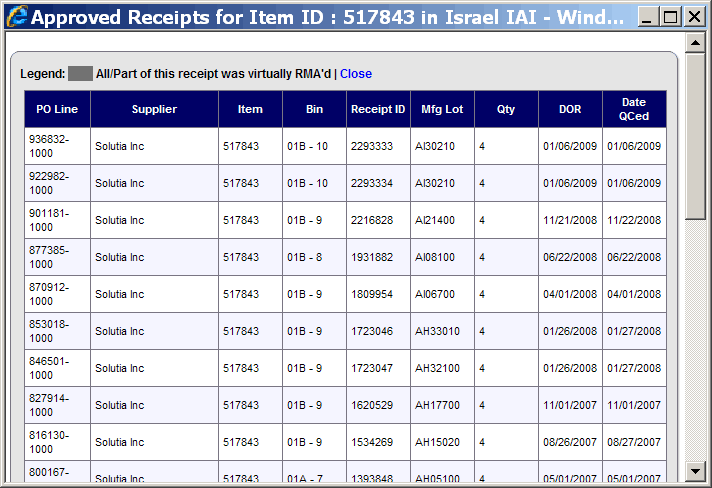 Approved Receipts for Item ID : 517843 in Israel IAI - Wind...
Legend: All/Part of this receipt was virtually RMA'd | Close
PO Line Supplier Item Bin Receipt ID Mfg Lot Qty DOR Date QCed
936832-1000 Solutia Inc 517843 01B - 10 2293333 AI30210 4 01/06/2009 01/06/2009
922982-1000 Solutia Inc 517843 01B - 10 2293334 AI30210 4 01/06/2009 01/06/2009
901181-1000 Solutia Inc 517843 01B - 9 2216828 AI21400 4 11/21/2008 11/22/2008
877385-1000 Solutia Inc 517843 01B - 8 1931882 AI08100 4 06/22/2008 06/22/2008
870912-1000 Solutia Inc 517843 01B - 9 1809954 AI06700 4 04/01/2008 04/01/2008
853018-1000 Solutia Inc 517843 01B - 9 1723046 AH33010 4 01/26/2008 01/27/2008
846501-1000 Solutia Inc 517843 01B - 9 1723047 AH32100 4 01/26/2008 01/27/2008
827914-1000 Solutia Inc 517843 01B - 9 1620529 AH17700 4 11/01/2007 11/01/2007
816130-1000 Solutia Inc 517843 01B - 9 1534269 AH15020 4 08/26/2007 08/27/2007
800167- Solutia Inc 517843 01A - 7 1393848 AH05100 4 05/01/2007 05/01/2007